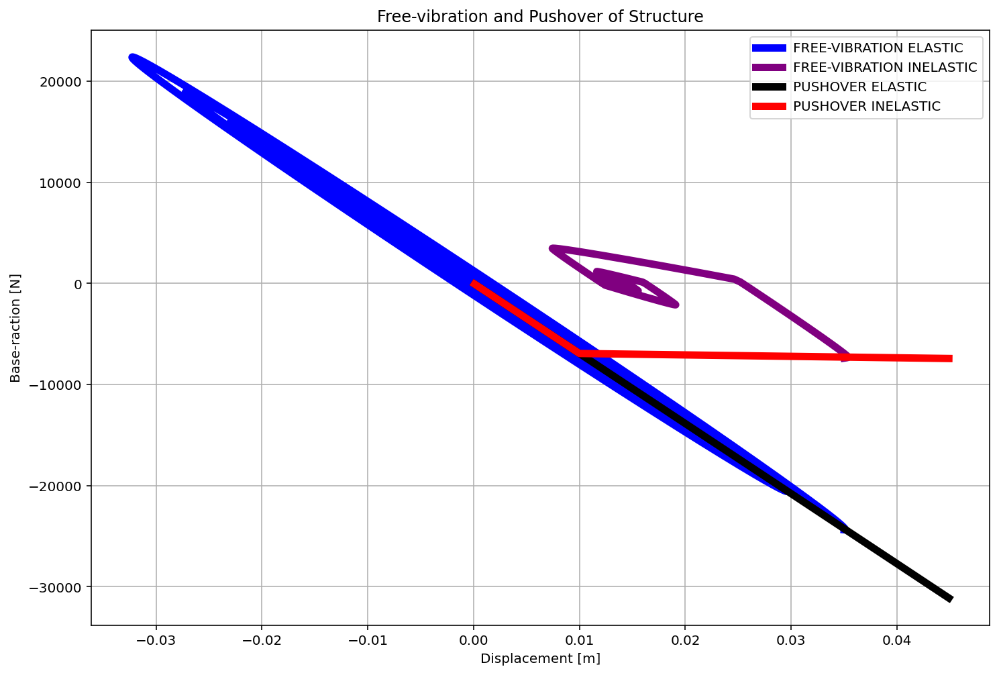 Free-vibration and Pushover of Structure
FREE-VIBRATION ELASTIC
FREE-VIBRATION INELASTIC
PUSHOVER ELASTIC
PUSHOVER INELASTIC
Base-raction [N]
20000
10000
0
−10000
−20000
−30000
−0.03 −0.02 −0.01 0.00 0.01 0.02 0.03 0.04
Displacement [m]